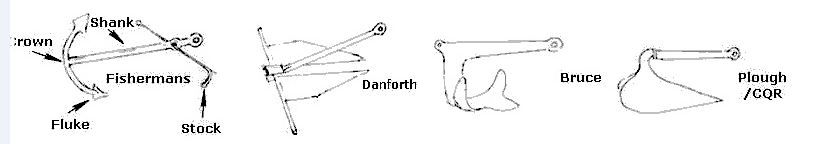 Shank
Crown
Fishermans
Fluke
Stock
Danforth
Bruce
Plough
/CQR